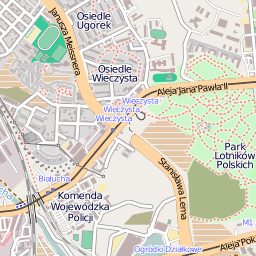 Osiedle
Ugorek
Janusza Meissnera
Osiedle
Wieczysta
Aleja Jana Pawła II
Wieczysta
Wieczysta
Wieczysta
Park
Lotników
Polskich
Stanisława Lema
Białucha
Komenda
Wojewódzka
Policji
M1
Ogródki Działkowe
Aleja Pok